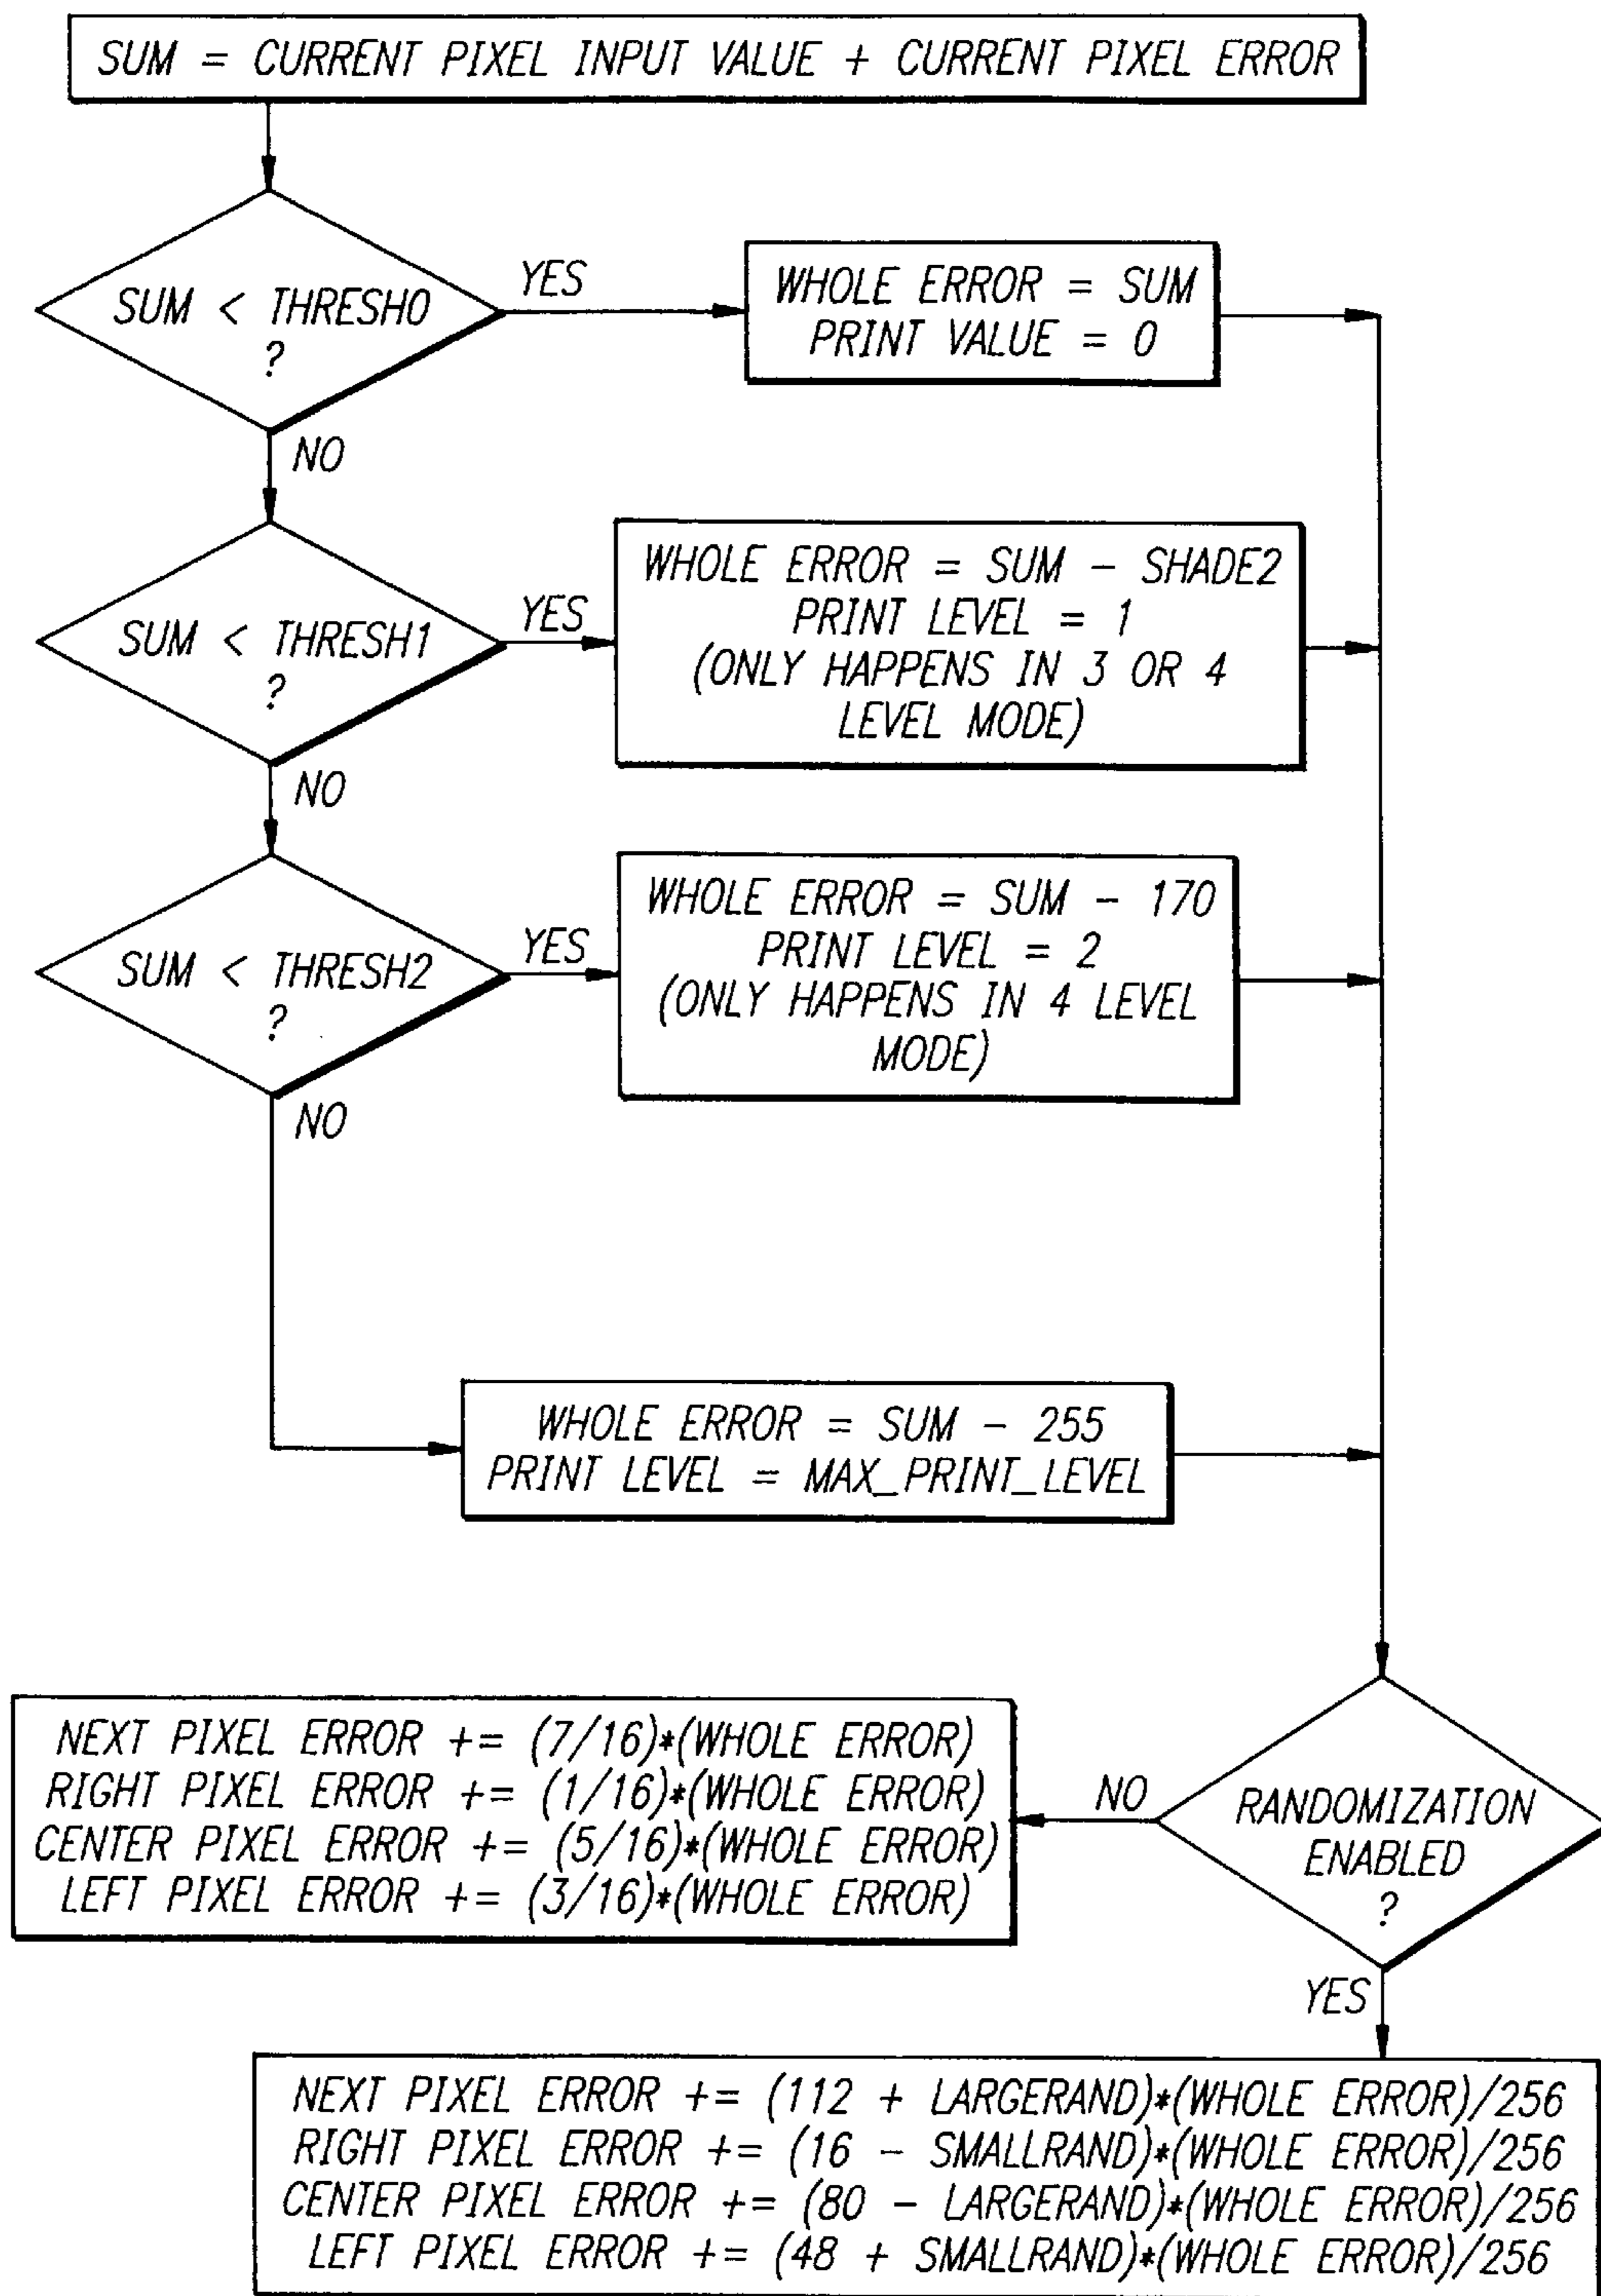 SUM = CURRENT PIXEL INPUT VALUE + CURRENT PIXEL ERROR
SUM < THRESH0
?
YES
WHOLE ERROR = SUM
PRINT VALUE = 0
NO
SUM < THRESH1
?
YES
WHOLE ERROR = SUM - SHADE2
PRINT LEVEL = 1
(ONLY HAPPENS IN 3 OR 4
LEVEL MODE)
NO
SUM < THRESH2
?
YES
WHOLE ERROR = SUM - 170
PRINT LEVEL = 2
(ONLY HAPPENS IN 4 LEVEL
MODE)
NO
WHOLE ERROR = SUM - 255
PRINT LEVEL = MAX_PRINT_LEVEL
RANDOMIZATION
ENABLED
?
NO
NEXT PIXEL ERROR += (7/16)*(WHOLE ERROR)
RIGHT PIXEL ERROR += (1/16)*(WHOLE ERROR)
CENTER PIXEL ERROR += (5/16)*(WHOLE ERROR)
LEFT PIXEL ERROR += (3/16)*(WHOLE ERROR)
YES
NEXT PIXEL ERROR += (112 + LARGERAND)*(WHOLE ERROR)/256
RIGHT PIXEL ERROR += (16 - SMALLRAND)*(WHOLE ERROR)/256
CENTER PIXEL ERROR += (80 - LARGERAND)*(WHOLE ERROR)/256
LEFT PIXEL ERROR += (48 + SMALLRAND)*(WHOLE ERROR)/256